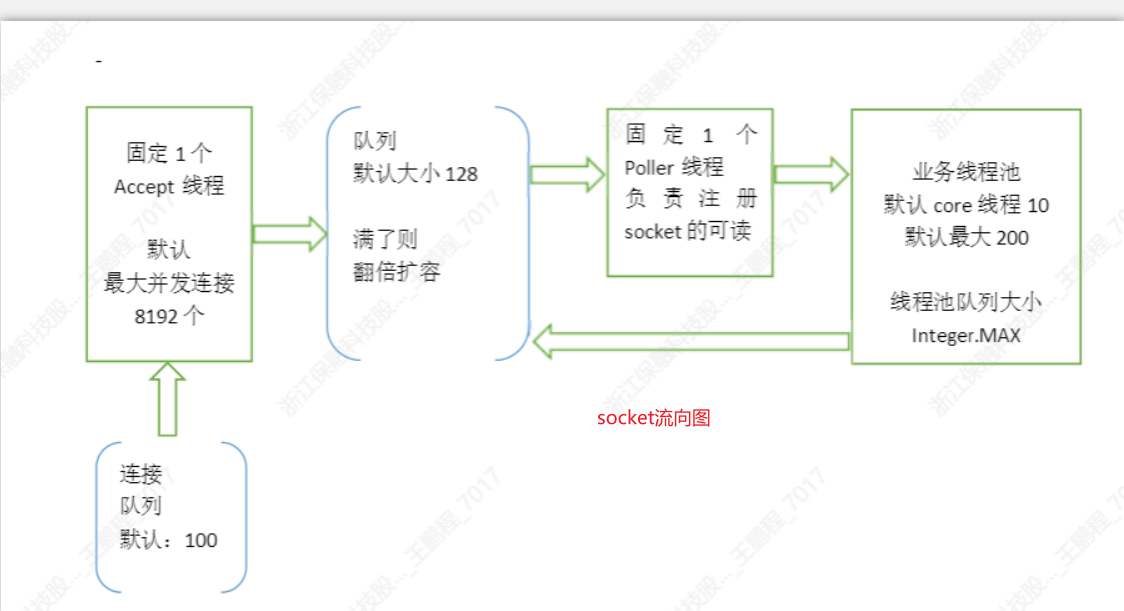 -
固定 1 个
Accept 线程
默认
最大并发连接
8192 个
队列
默认大小 128
满了则
翻倍扩容
固 定 1 个
Poller 线程
负 责 注 册
socket 的可读
业务线程池
默认 core 线程 10
默认最大 200
线程池队列大小
Integer.MAX
socket流向图
连接
队列
默认：100
浙江保融科技股..._王鹏程_7017